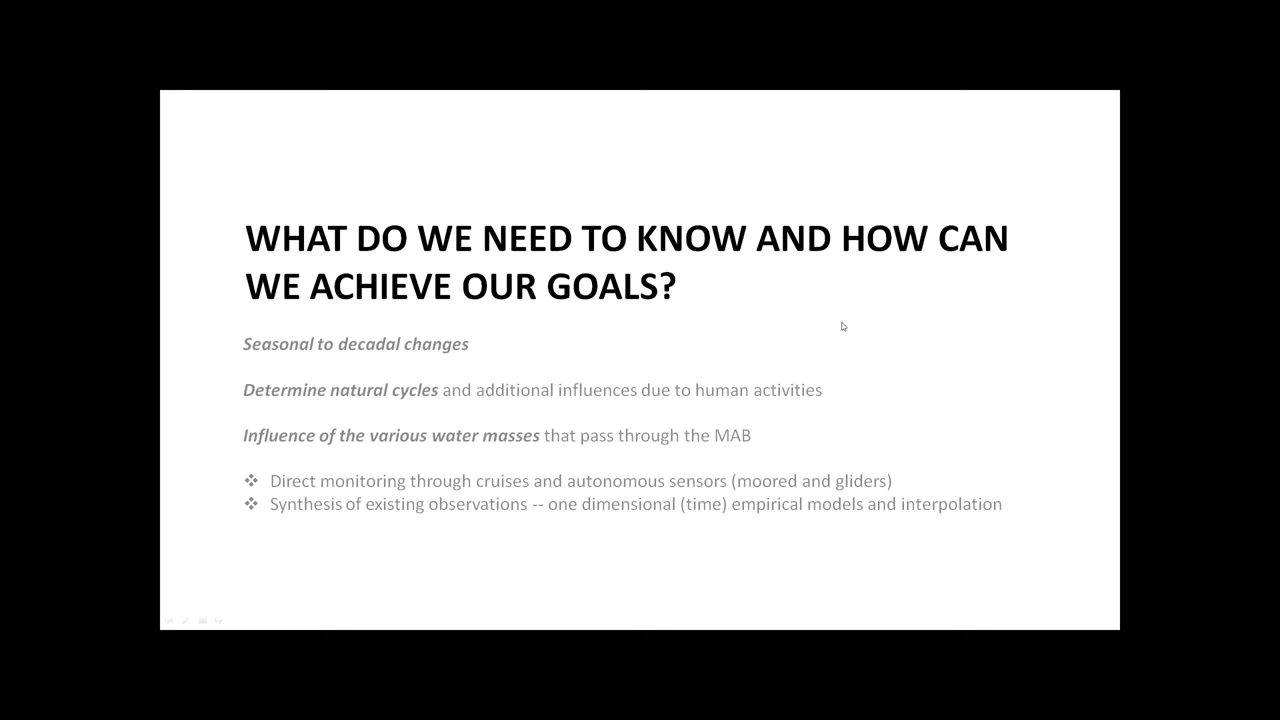 WHAT DO WE NEED TO KNOW AND HOW CAN
WE ACHIEVE OUR GOALS?
Seasonal to decadal changes
Determine natural cycles and additional influences due to human activities
Influence of the various water masses that pass through the MAB
❖ Direct monitoring through cruises and autonomous sensors (moored and gliders)
❖ Synthesis of existing observations -- one dimensional (time) empirical models and interpolation